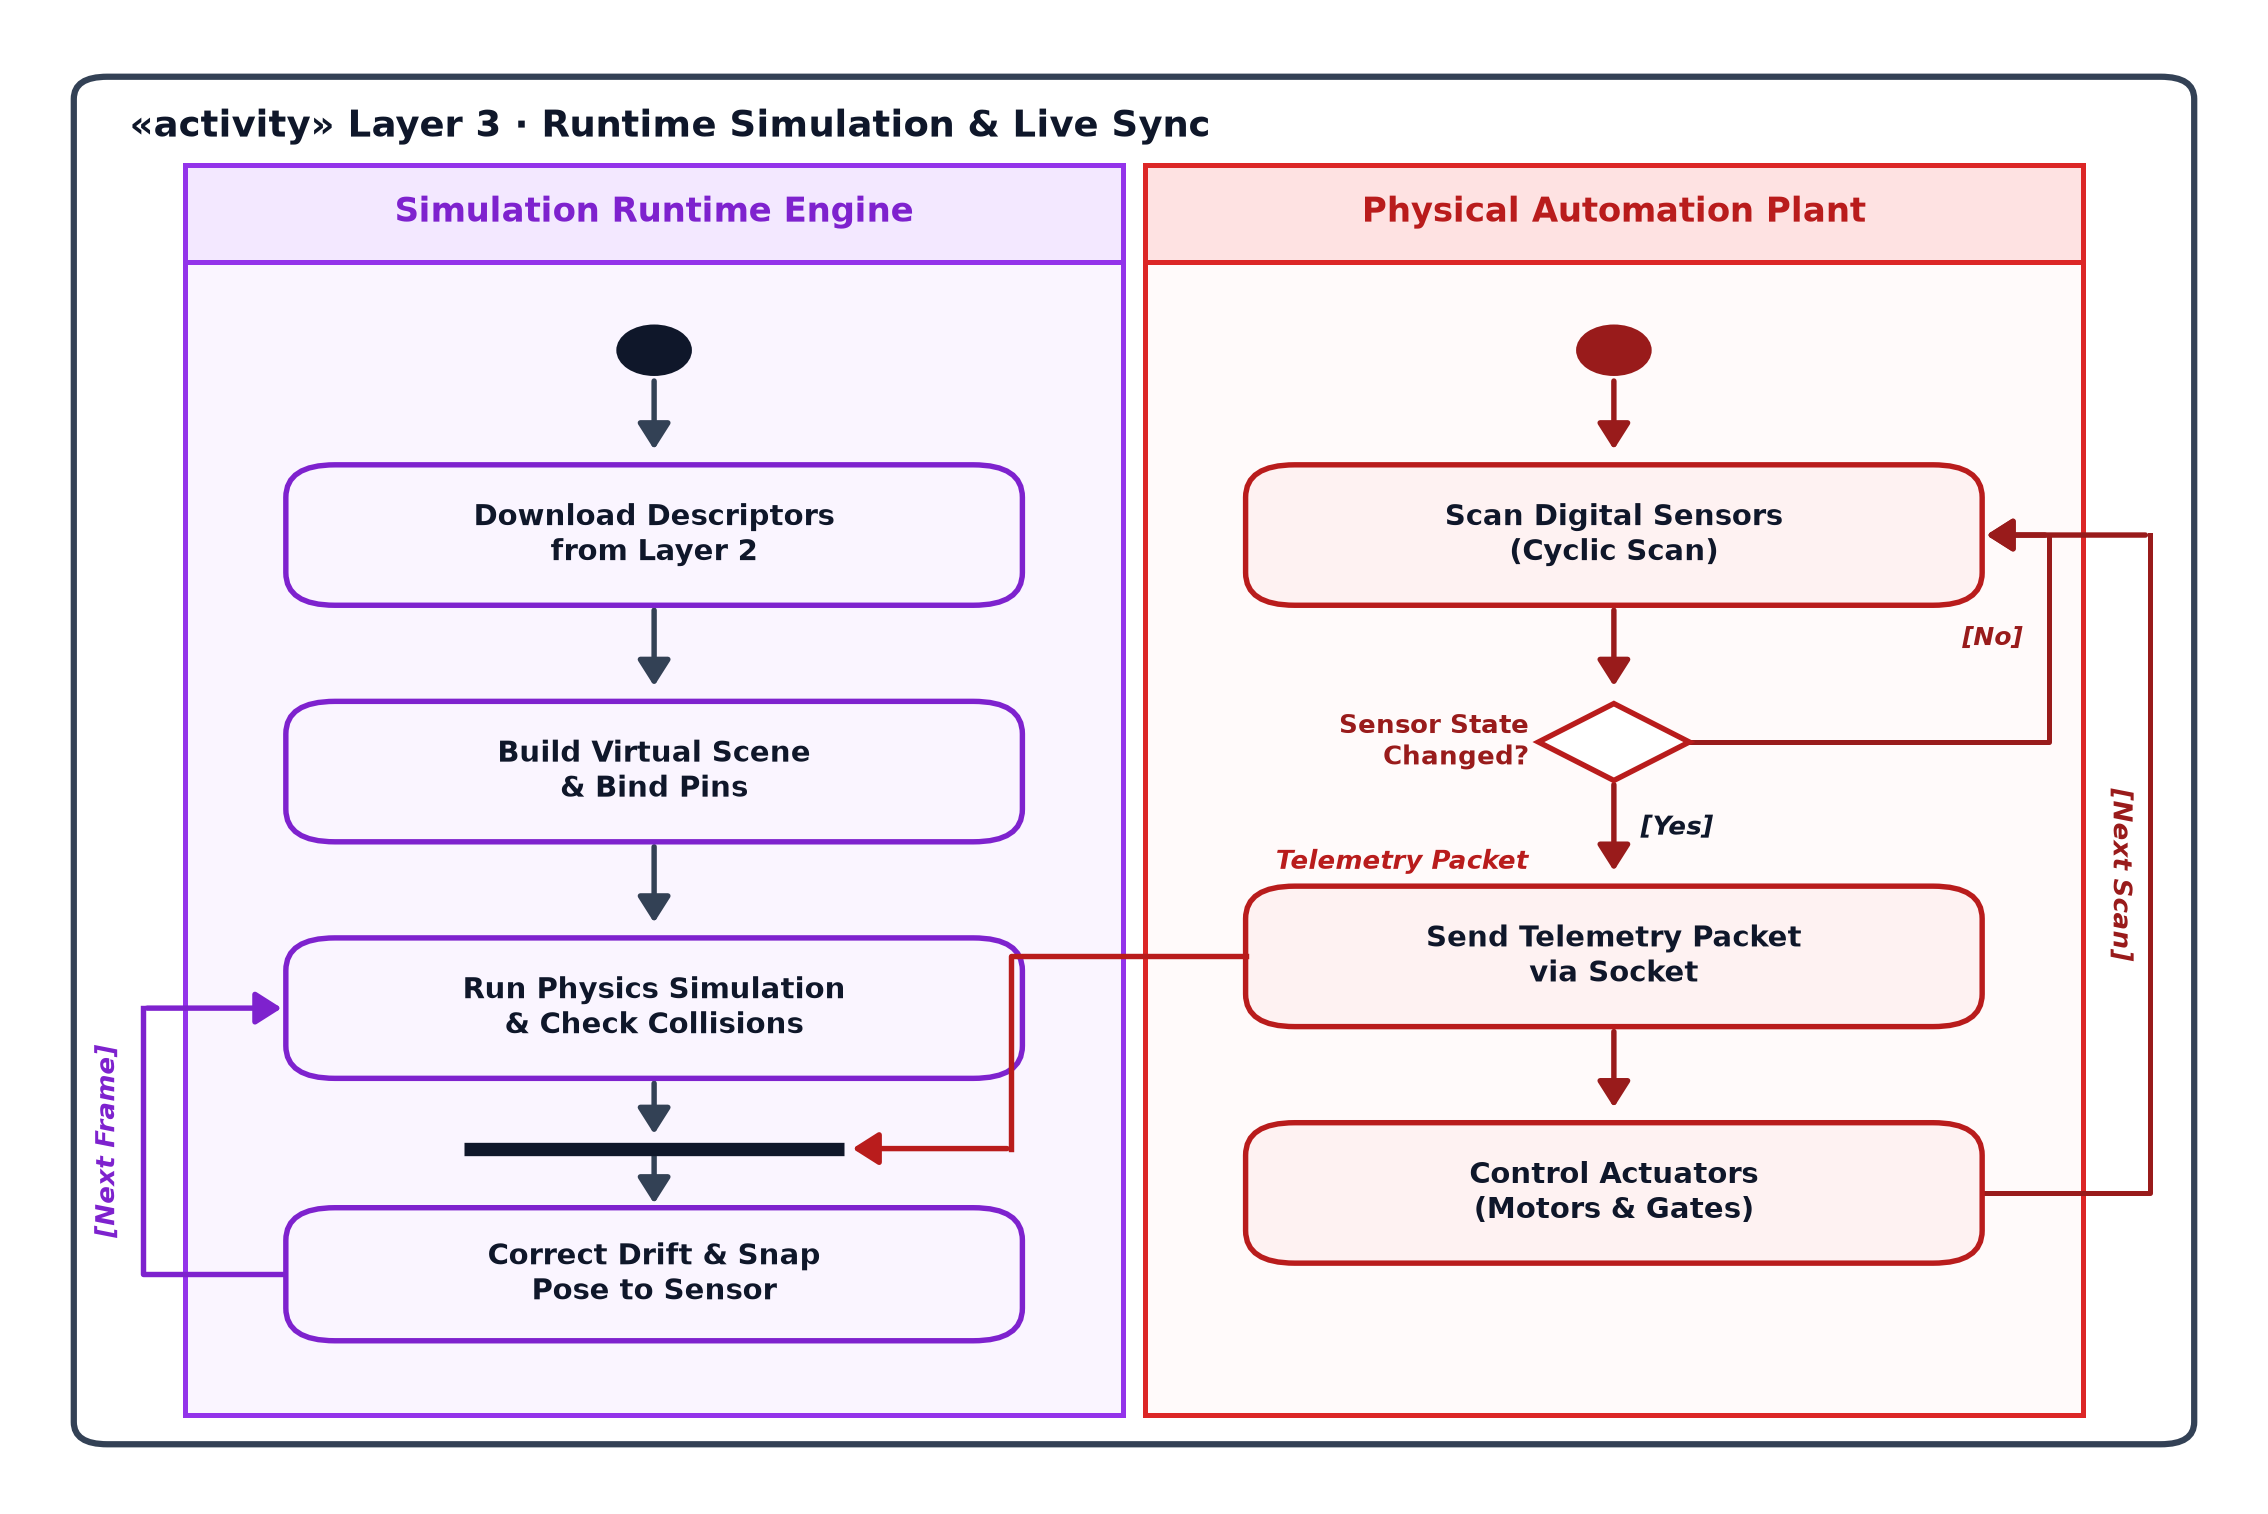 «activity» Layer 3 · Runtime Simulation & Live Sync
Simulation Runtime Engine
Download Descriptors
from Layer 2
Build Virtual Scene
& Bind Pins
Run Physics Simulation
& Check Collisions
Correct Drift & Snap
Pose to Sensor
[Next Frame]
Physical Automation Plant
Scan Digital Sensors
(Cyclic Scan)
[No]
Sensor State
Changed?
[Yes]
Telemetry Packet
Send Telemetry Packet
via Socket
Control Actuators
(Motors & Gates)
[Next Scan]